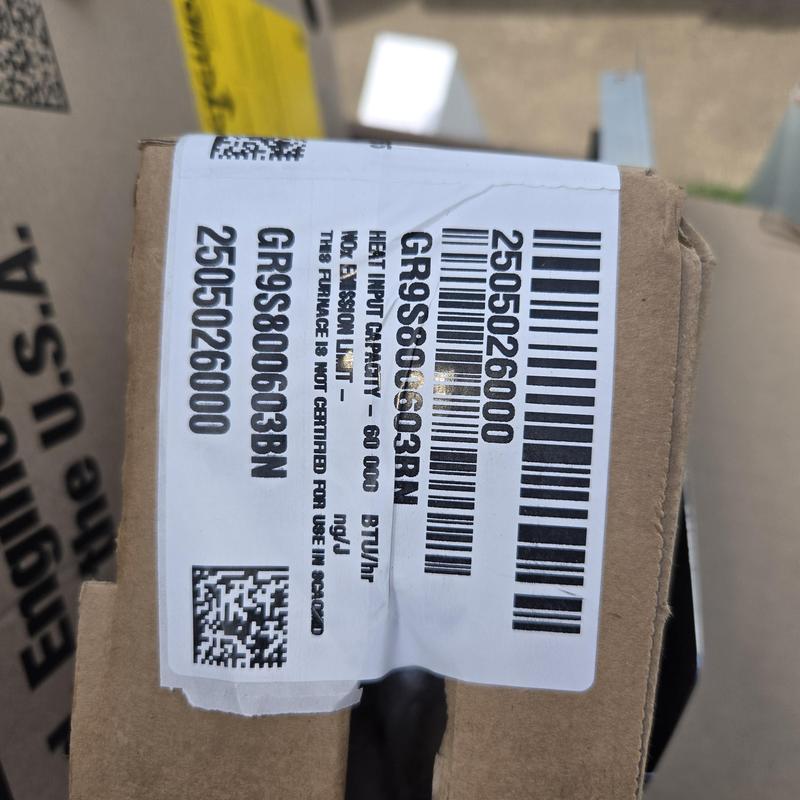 2505026000
GR9S800603BN
HEAT INPUT CAPACITY - 60 000 BTU/hr
NOx EMISSION LIMIT - ng/J
THIS FURNACE IS NOT CERTIFIED FOR USE IN SCAQMD
GR9S800603BN
2505026000
the U.S.A.